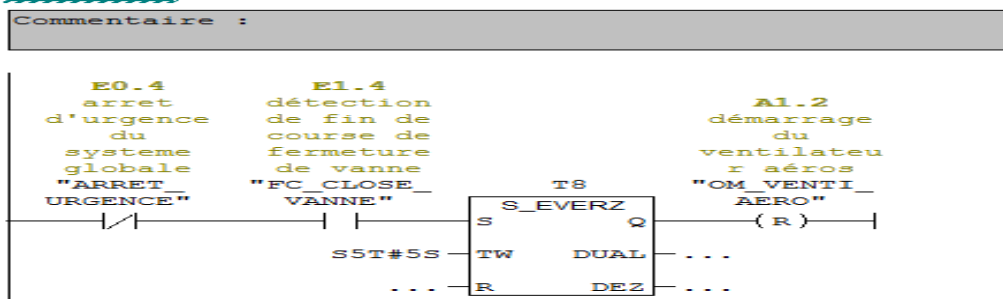 Commentaire :
E0.4
arret
d'urgence
du
systeme
globale
"ARRET_
URGENCE"
E1.4
détection
de fin de
course de
fermeture
de vanne
"FC_CLOSE_
VANNE"
T8
S_EVERZ
S Q
S5T#5S TW DUAL ...
... R DEZ ...
A1.2
démarrage
du
ventilateu
r aéros
"OM_VENTI_
AERO"
R